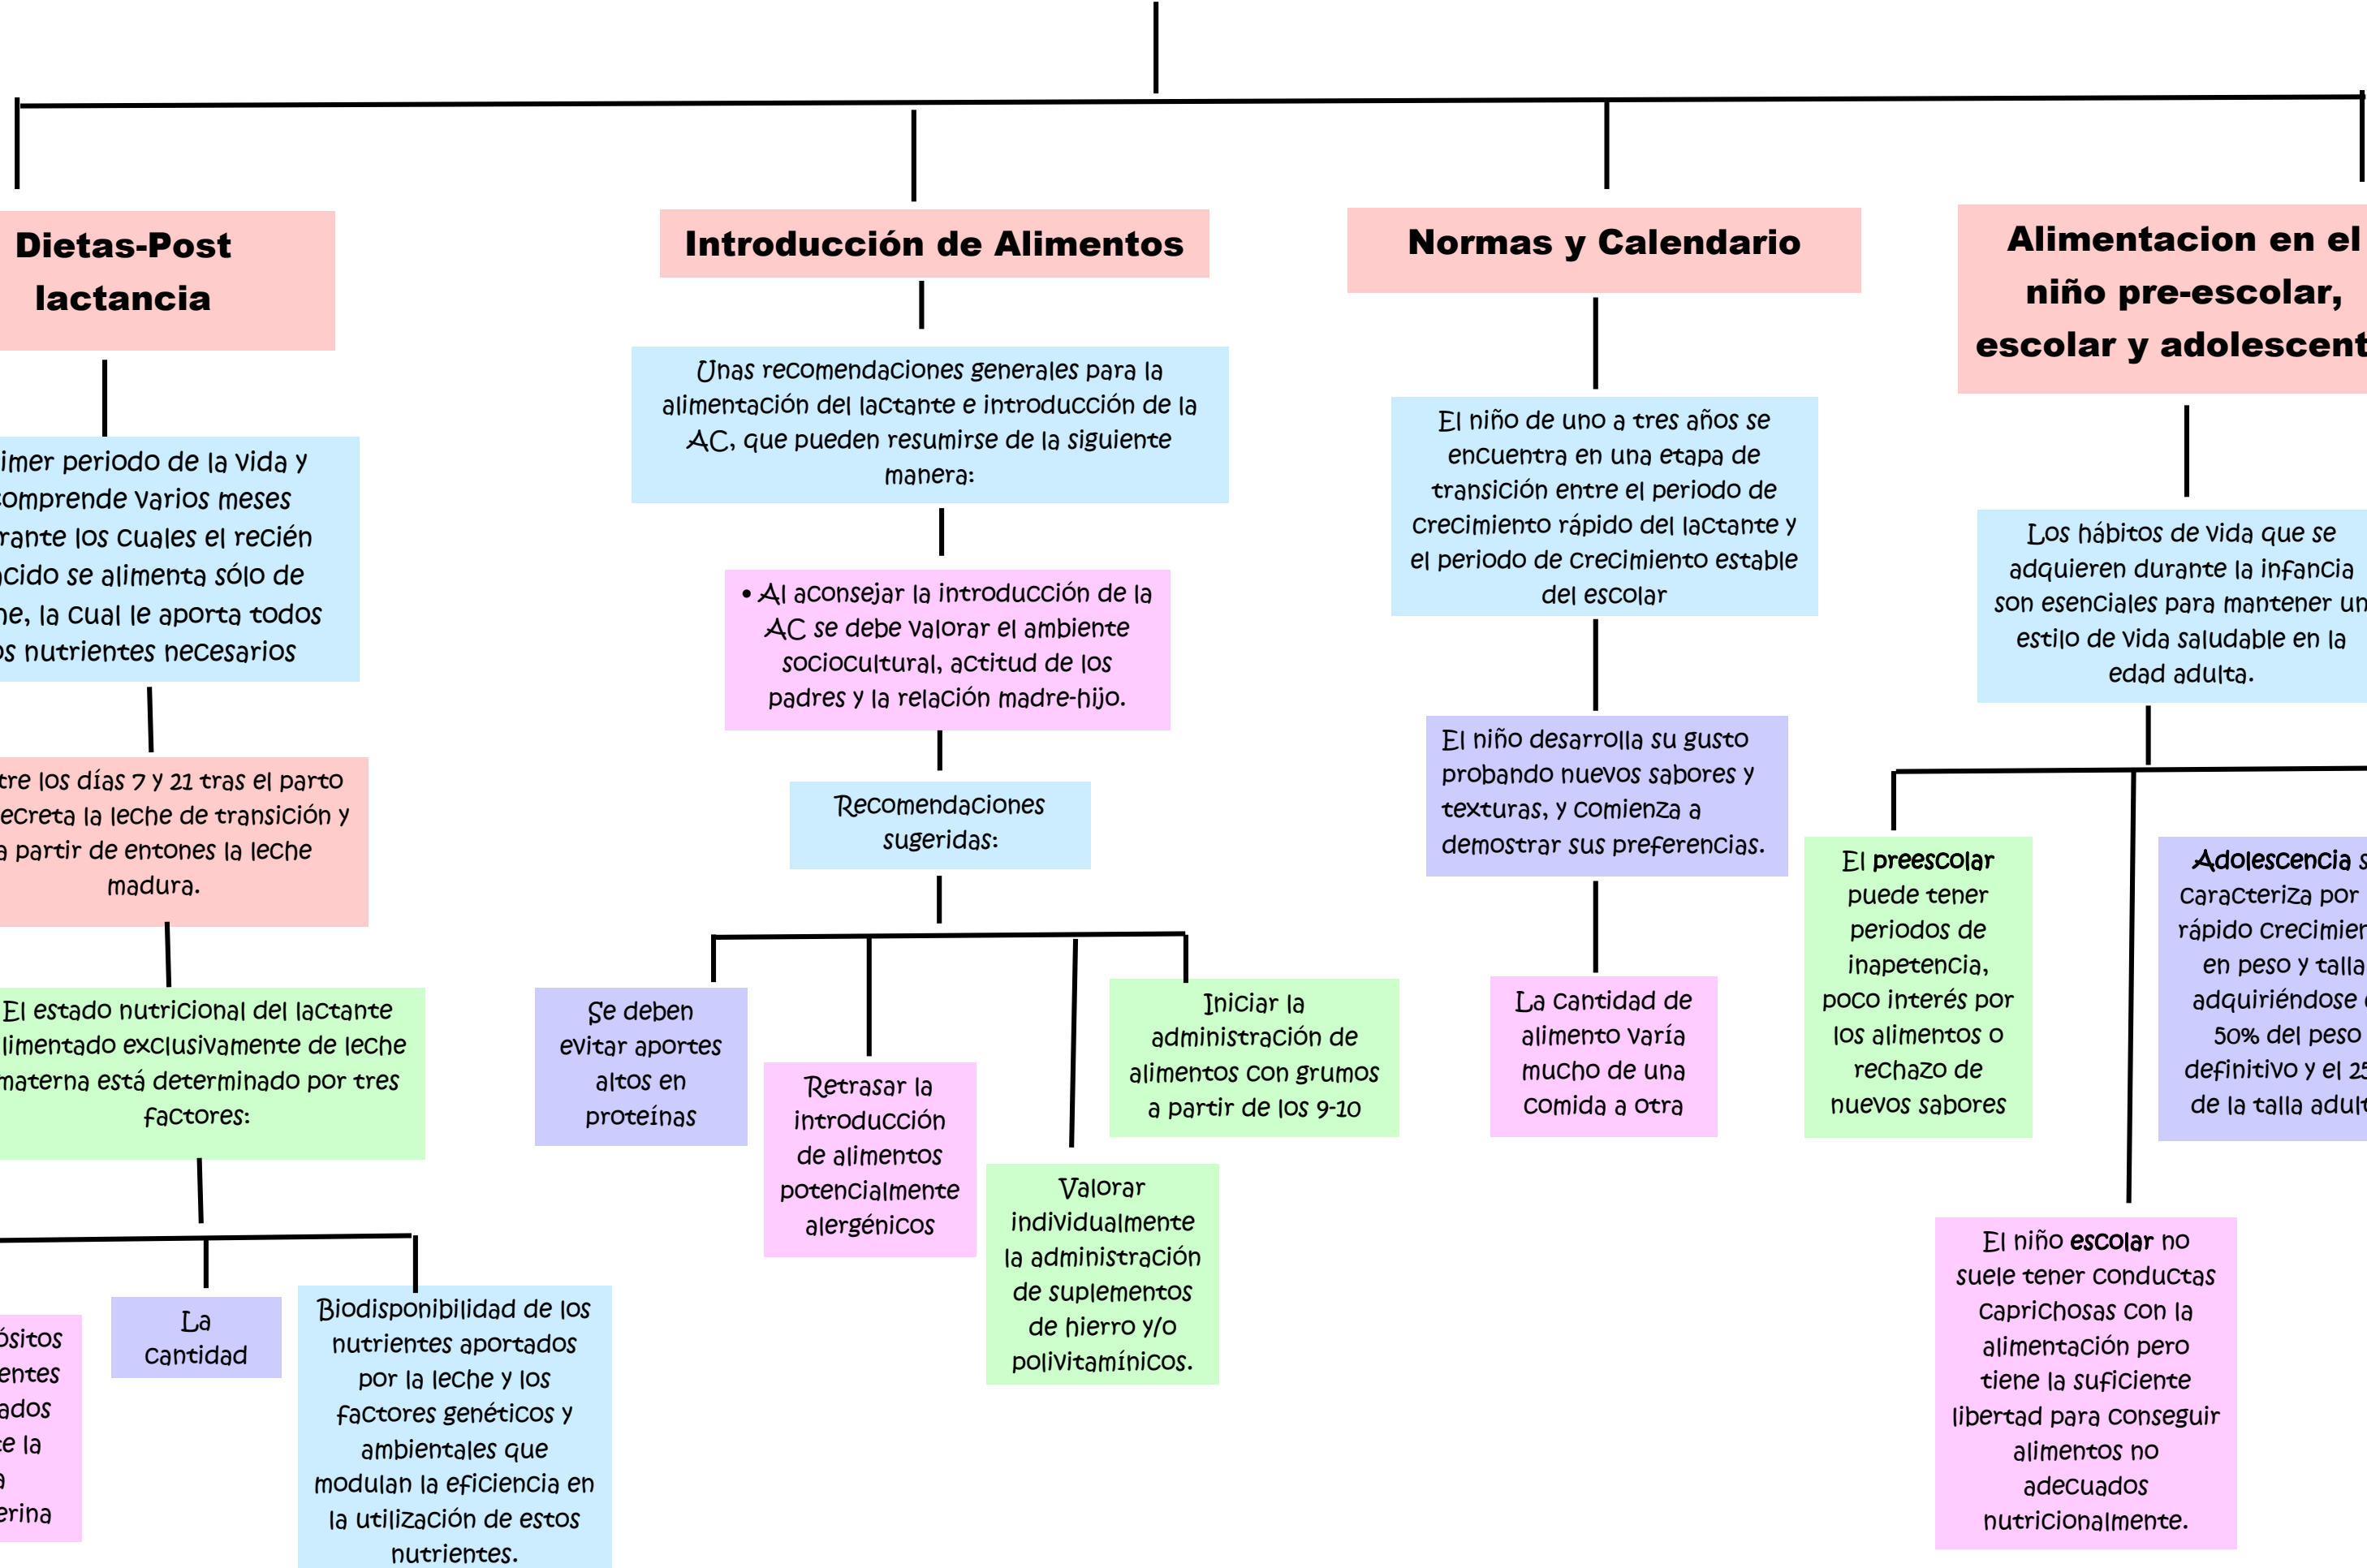 Dietas-Post
lactancia
imer periodo de la vida y
comprende varios meses
rante los cuales el recién
cido se alimenta sólo de
he, la cual le aporta todos
os nutrientes necesarios
tre los días 7 y 21 tras el parto
ecreta la leche de transición y
a partir de entones la leche
madura.
El estado nutricional del lactante
limentado exclusivamente de leche
materna está determinado por tres
factores:
ósitos
entes
ados
e la
a
erina
La
cantidad
Biodisponibilidad de los
nutrientes aportados
por la leche y los
factores genéticos y
ambientales que
modulan la eficiencia en
la utilización de estos
nutrientes.
Introducción de Alimentos
Unas recomendaciones generales para la
alimentación del lactante e introducción de la
AC, que pueden resumirse de la siguiente
manera:
• Al aconsejar la introducción de la
AC se debe valorar el ambiente
sociocultural, actitud de los
padres y la relación madre-hijo.
Recomendaciones
sugeridas:
Se deben
evitar aportes
altos en
proteínas
Retrasar la
introducción
de alimentos
potencialmente
alergénicos
Valorar
individualmente
la administración
de suplementos
de hierro y/o
polivitamínicos.
Iniciar la
administración de
alimentos con grumos
a partir de los 9-10
Normas y Calendario
El niño de uno a tres años se
encuentra en una etapa de
transición entre el periodo de
crecimiento rápido del lactante y
el periodo de crecimiento estable
del escolar
El niño desarrolla su gusto
probando nuevos sabores y
texturas, y comienza a
demostrar sus preferencias.
La cantidad de
alimento varía
mucho de una
comida a otra
Alimentacion en el
niño pre-escolar,
escolar y adolescent
Los hábitos de vida que se
adquieren durante la infancia
son esenciales para mantener un
estilo de vida saludable en la
edad adulta.
El preescolar
puede tener
periodos de
inapetencia,
poco interés por
los alimentos o
rechazo de
nuevos sabores
El niño escolar no
suele tener conductas
caprichosas con la
alimentación pero
tiene la suficiente
libertad para conseguir
alimentos no
adecuados
nutricionalmente.
Adolescencia s
caracteriza por
rápido crecimien
en peso y talla
adquiriéndose
50% del peso
definitivo y el 25
de la talla adult